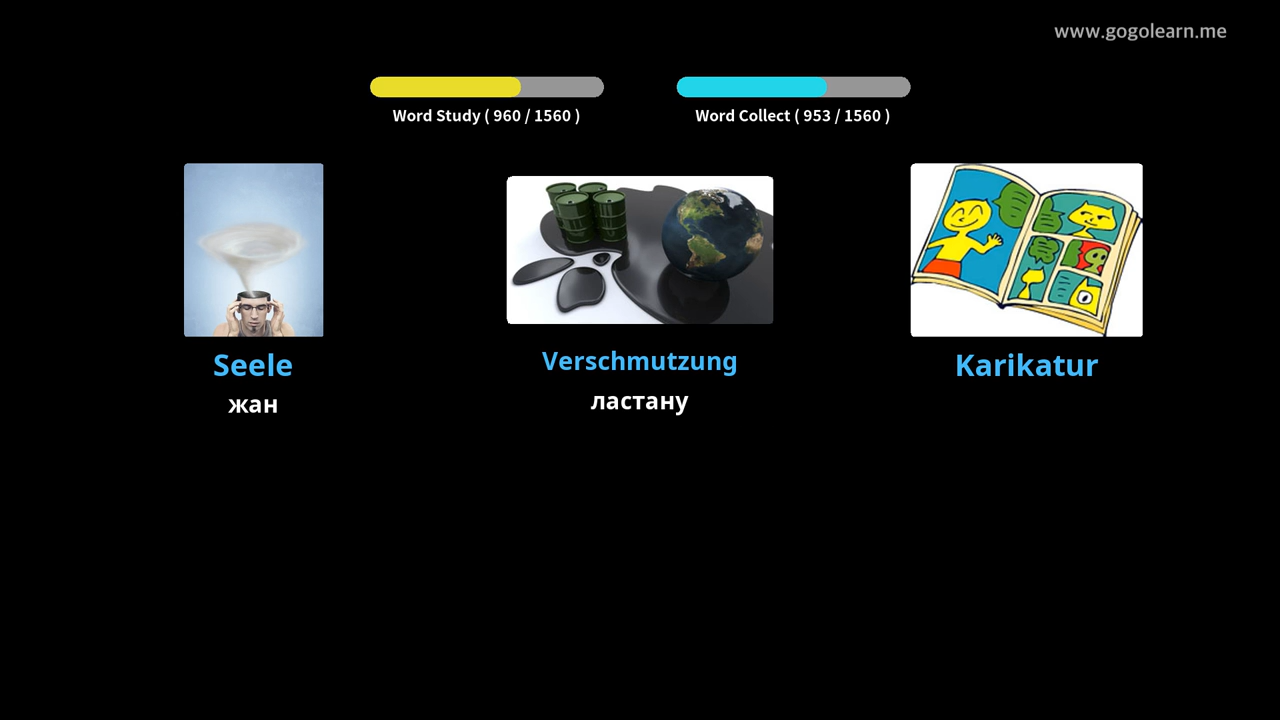 www.gogolearn.me
Word Study ( 960 / 1560 )
Word Collect ( 953 / 1560 )
Seele
жан
Verschmutzung
ластану
Karikatur